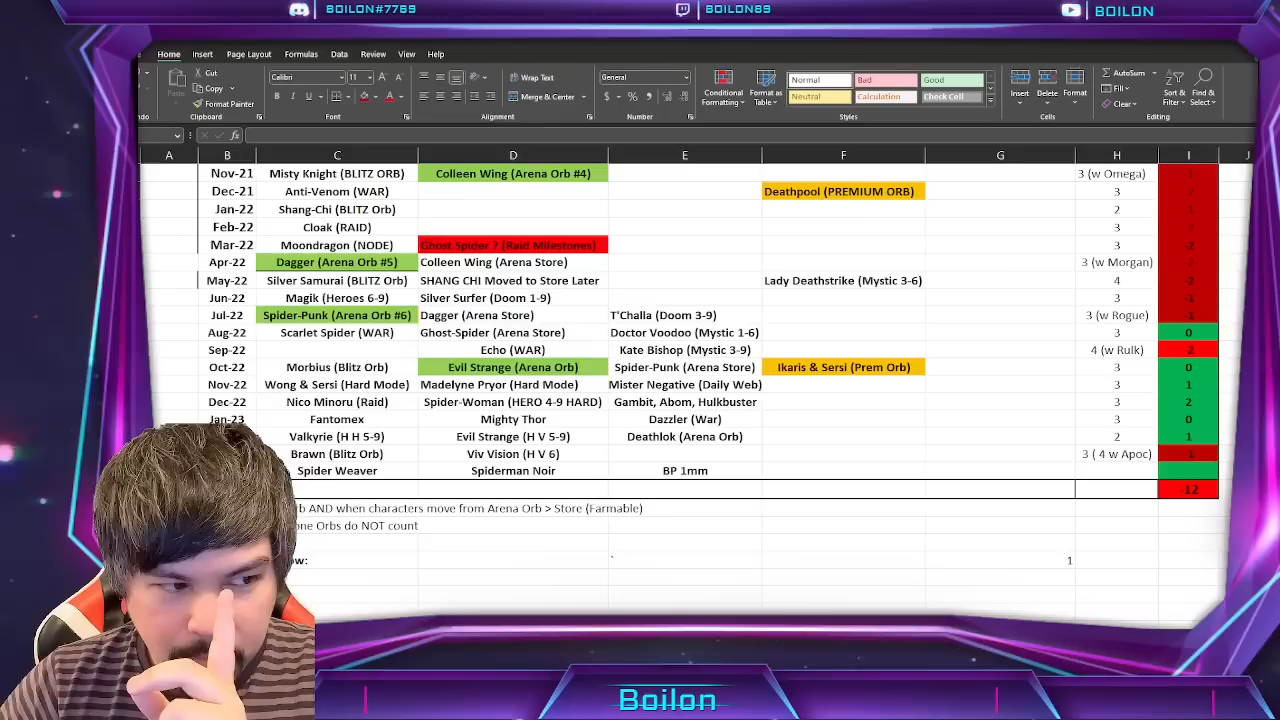 BOILON#7769
BOILON89
BOILON
Home Insert Page Layout Formulas Data Review View Help
Cut
Copy
Format Painter
Clipboard
Calibri 11
B I U
Font
Wrap Text
Merge & Center
Alignment
General
$ % ,
Number
Conditional Formatting
Format as Table
Normal Bad Good
Neutral Calculation Check Cell
Styles
Insert Delete Format
Cells
AutoSum
Fill
Clear
Sort & Filter
Find & Select
Editing
fx
A B C D E F G H I J
Nov-21 Misty Knight (BLITZ ORB) Colleen Wing (Arena Orb #4) 3 (w Omega)
Dec-21 Anti-Venom (WAR) Deathpool (PREMIUM ORB) 3
Jan-22 Shang-Chi (BLITZ Orb) 2
Feb-22 Cloak (RAID) 3
Mar-22 Moondragon (NODE) Ghost Spider ? (Raid Milestones) 3 -2
Apr-22 Dagger (Arena Orb #5) Colleen Wing (Arena Store) 3 (w Morgan)
May-22 Silver Samurai (BLITZ Orb) SHANG CHI Moved to Store Later Lady Deathstrike (Mystic 3-6) 4 -2
Jun-22 Magik (Heroes 6-9) Silver Surfer (Doom 1-9) 3 -1
Jul-22 Spider-Punk (Arena Orb #6) Dagger (Arena Store) T'Challa (Doom 3-9) 3 (w Rogue) -1
Aug-22 Scarlet Spider (WAR) Ghost-Spider (Arena Store) Doctor Voodoo (Mystic 1-6) 3 0
Sep-22 Echo (WAR) Kate Bishop (Mystic 3-9) 4 (w Rulk) -2
Oct-22 Morbius (Blitz Orb) Evil Strange (Arena Orb) Spider-Punk (Arena Store) Ikaris & Sersi (Prem Orb) 3 0
Nov-22 Wong & Sersi (Hard Mode) Madelyne Pryor (Hard Mode) Mister Negative (Daily Web) 3 1
Dec-22 Nico Minoru (Raid) Spider-Woman (HERO 4-9 HARD) Gambit, Abom, Hulkbuster 3 2
Jan-23 Fantomex Mighty Thor Dazzler (War) 3 0
Valkyrie (H H 5-9) Evil Strange (H V 5-9) Deathlok (Arena Orb) 2 1
Brawn (Blitz Orb) Viv Vision (H V 6) 3 ( 4 w Apoc) -1
Spider Weaver Spiderman Noir BP 1mm
-12
rb AND when characters move from Arena Orb > Store (Farmable)
one Orbs do NOT count
ow: ` 1
Boilon